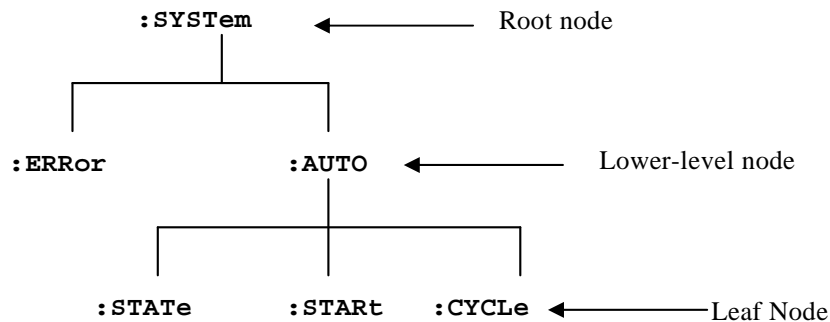 :SYSTem Root node
:ERRor :AUTO Lower-level node
:STATe :STARt :CYCLe Leaf Node